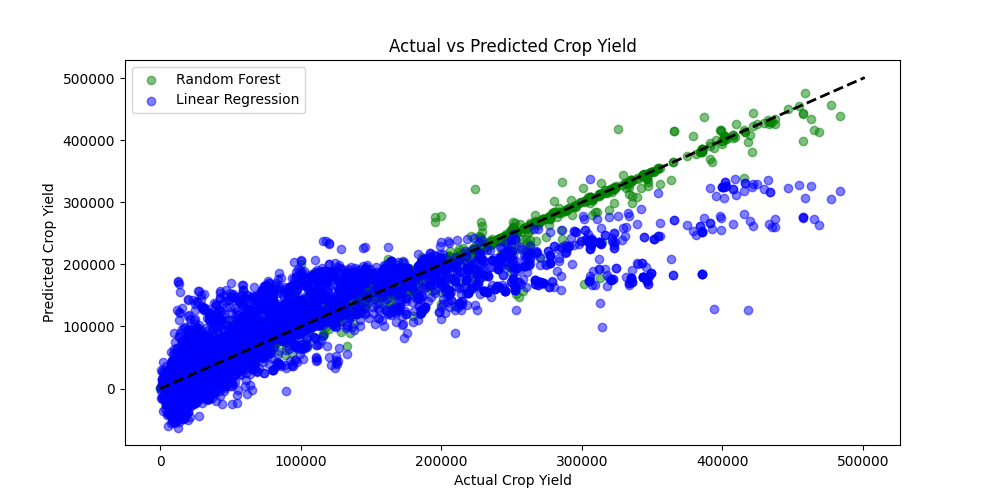 Actual vs Predicted Crop Yield
Random Forest
Linear Regression
Predicted Crop Yield
500000
400000
300000
200000
100000
0
0
100000
200000
300000
400000
500000
Actual Crop Yield